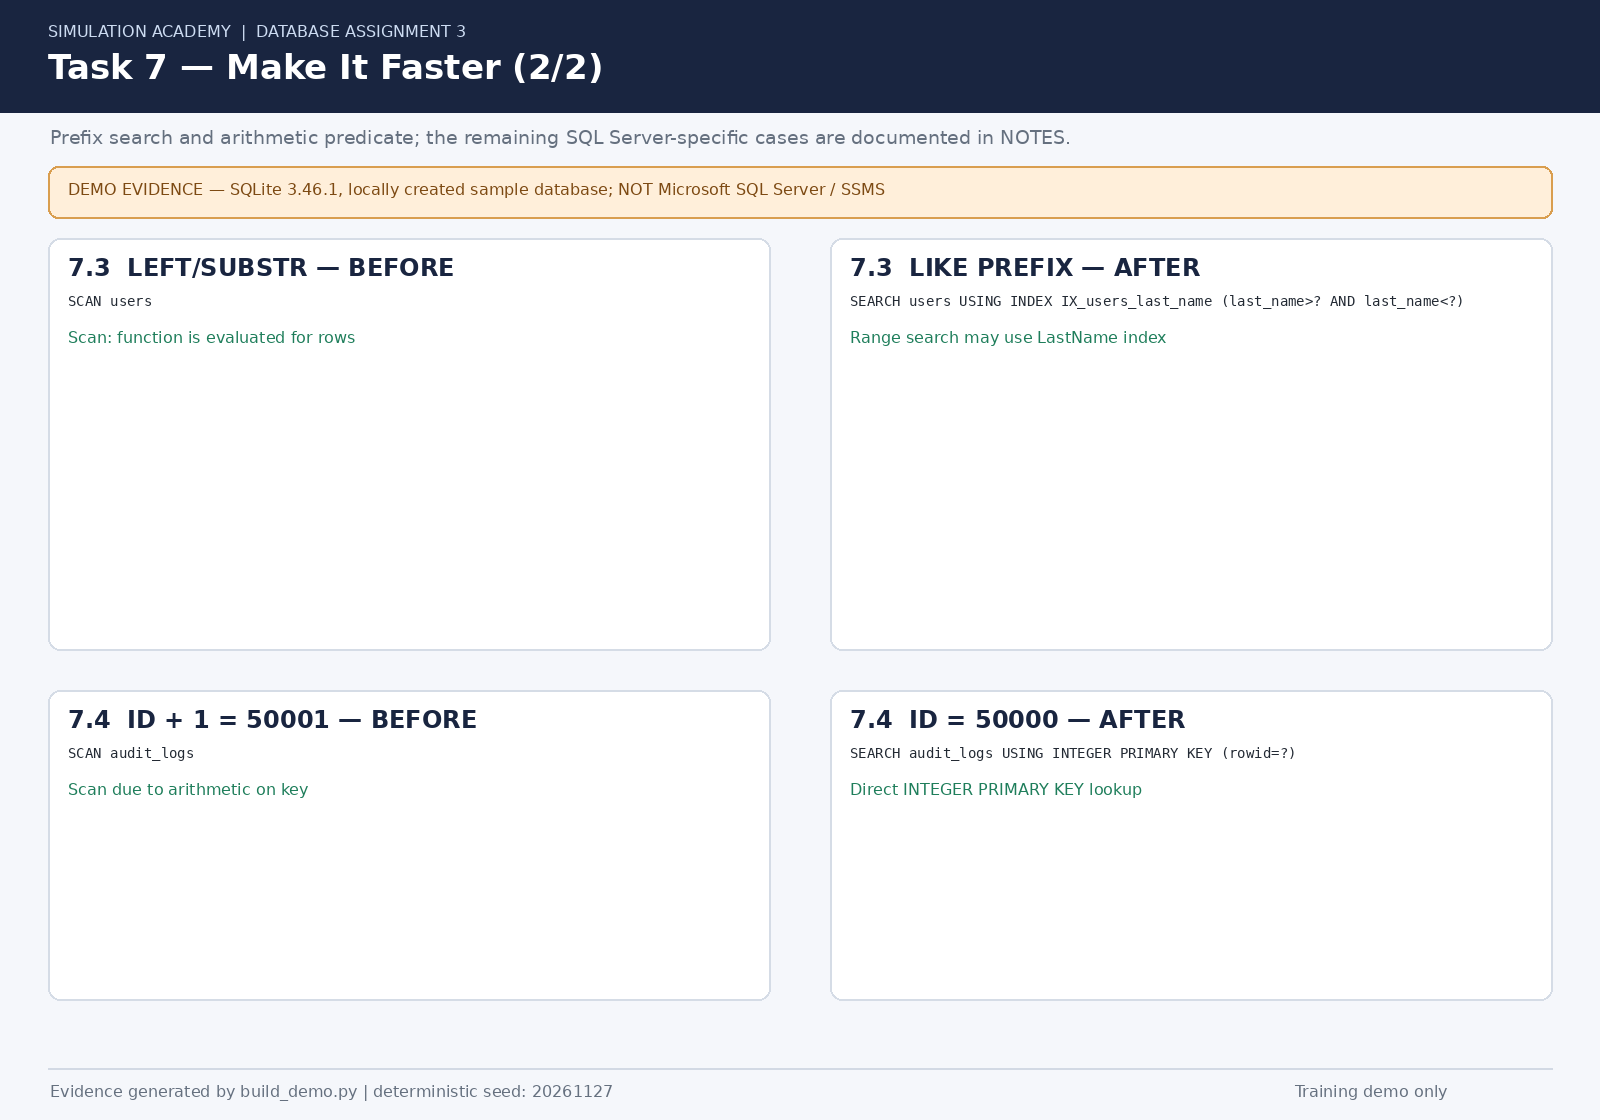 SIMULATION ACADEMY | DATABASE ASSIGNMENT 3
Task 7 — Make It Faster (2/2)
Prefix search and arithmetic predicate; the remaining SQL Server-specific cases are documented in NOTES.
DEMO EVIDENCE — SQLite 3.46.1, locally created sample database; NOT Microsoft SQL Server / SSMS
7.3 LEFT/SUBSTR — BEFORE
SCAN users
Scan: function is evaluated for rows
7.3 LIKE PREFIX — AFTER
SEARCH users USING INDEX IX_users_last_name (last_name>? AND last_name<?)
Range search may use LastName index
7.4 ID + 1 = 50001 — BEFORE
SCAN audit_logs
Scan due to arithmetic on key
7.4 ID = 50000 — AFTER
SEARCH audit_logs USING INTEGER PRIMARY KEY (rowid=?)
Direct INTEGER PRIMARY KEY lookup
Evidence generated by build_demo.py | deterministic seed: 20261127
Training demo only